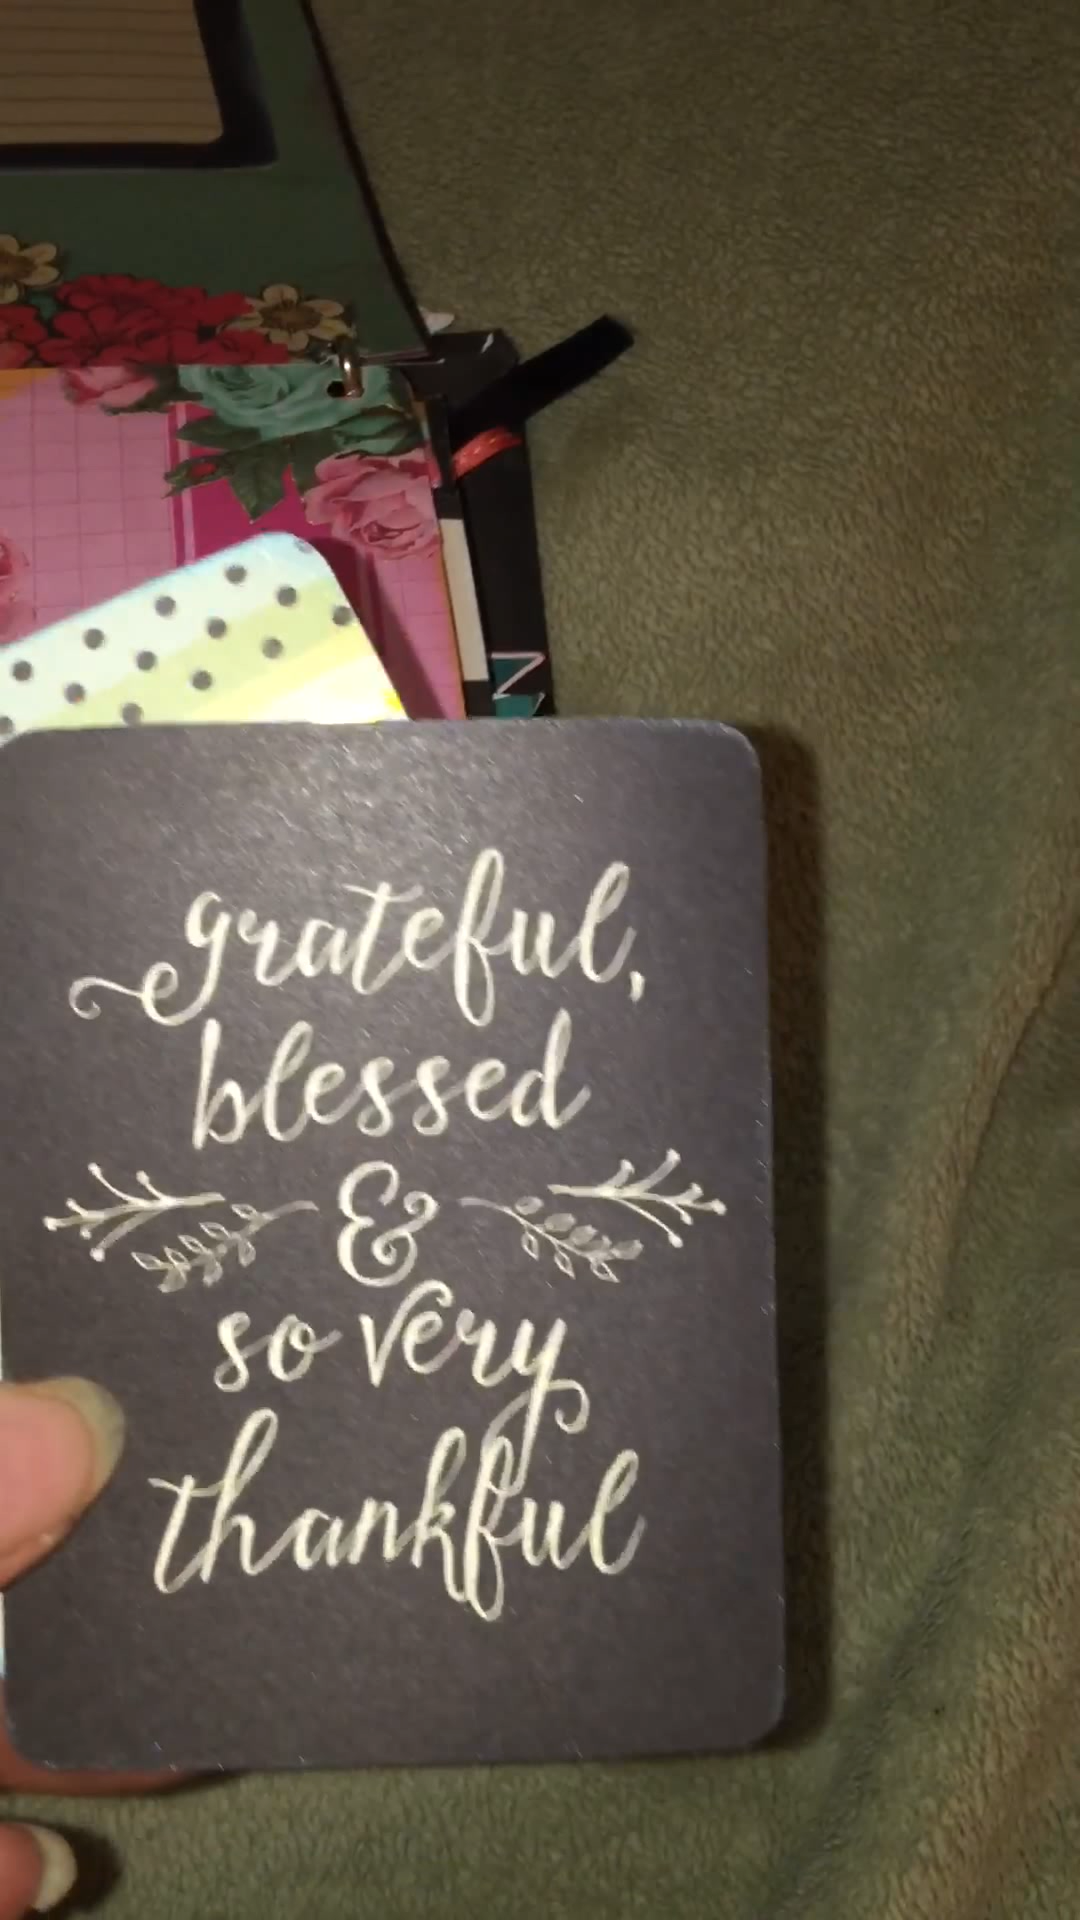 grateful,
blessed
&
so very
thankful